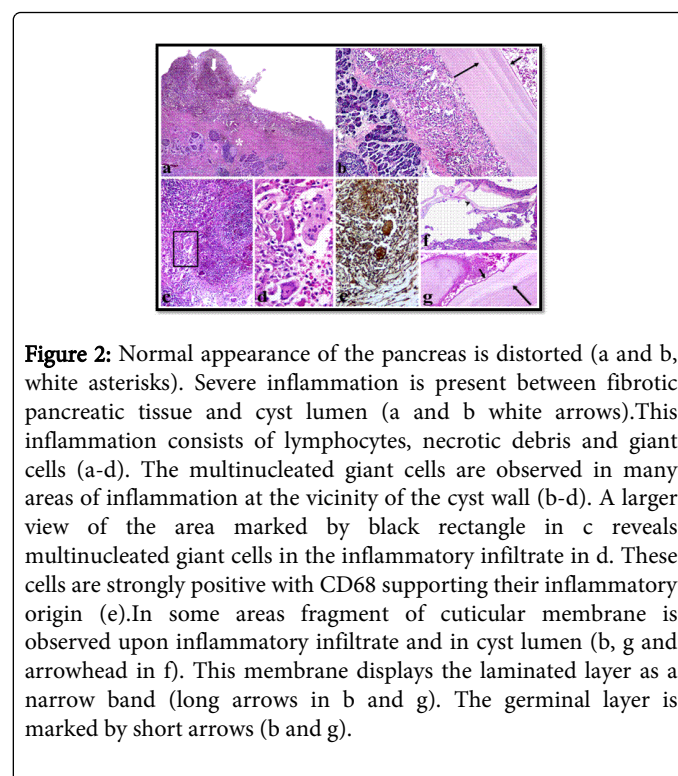 a
b
c
d
e
f
g
Figure 2: Normal appearance of the pancreas is distorted (a and b,
white asterisks). Severe inflammation is present between fibrotic
pancreatic tissue and cyst lumen (a and b white arrows).This
inflammation consists of lymphocytes, necrotic debris and giant
cells (a-d). The multinucleated giant cells are observed in many
areas of inflammation at the vicinity of the cyst wall (b-d). A larger
view of the area marked by black rectangle in c reveals
multinucleated giant cells in the inflammatory infiltrate in d. These
cells are strongly positive with CD68 supporting their inflammatory
origin (e).In some areas fragment of cuticular membrane is
observed upon inflammatory infiltrate and in cyst lumen (b, g and
arrowhead in f). This membrane displays the laminated layer as a
narrow band (long arrows in b and g). The germinal layer is
marked by short arrows (b and g).